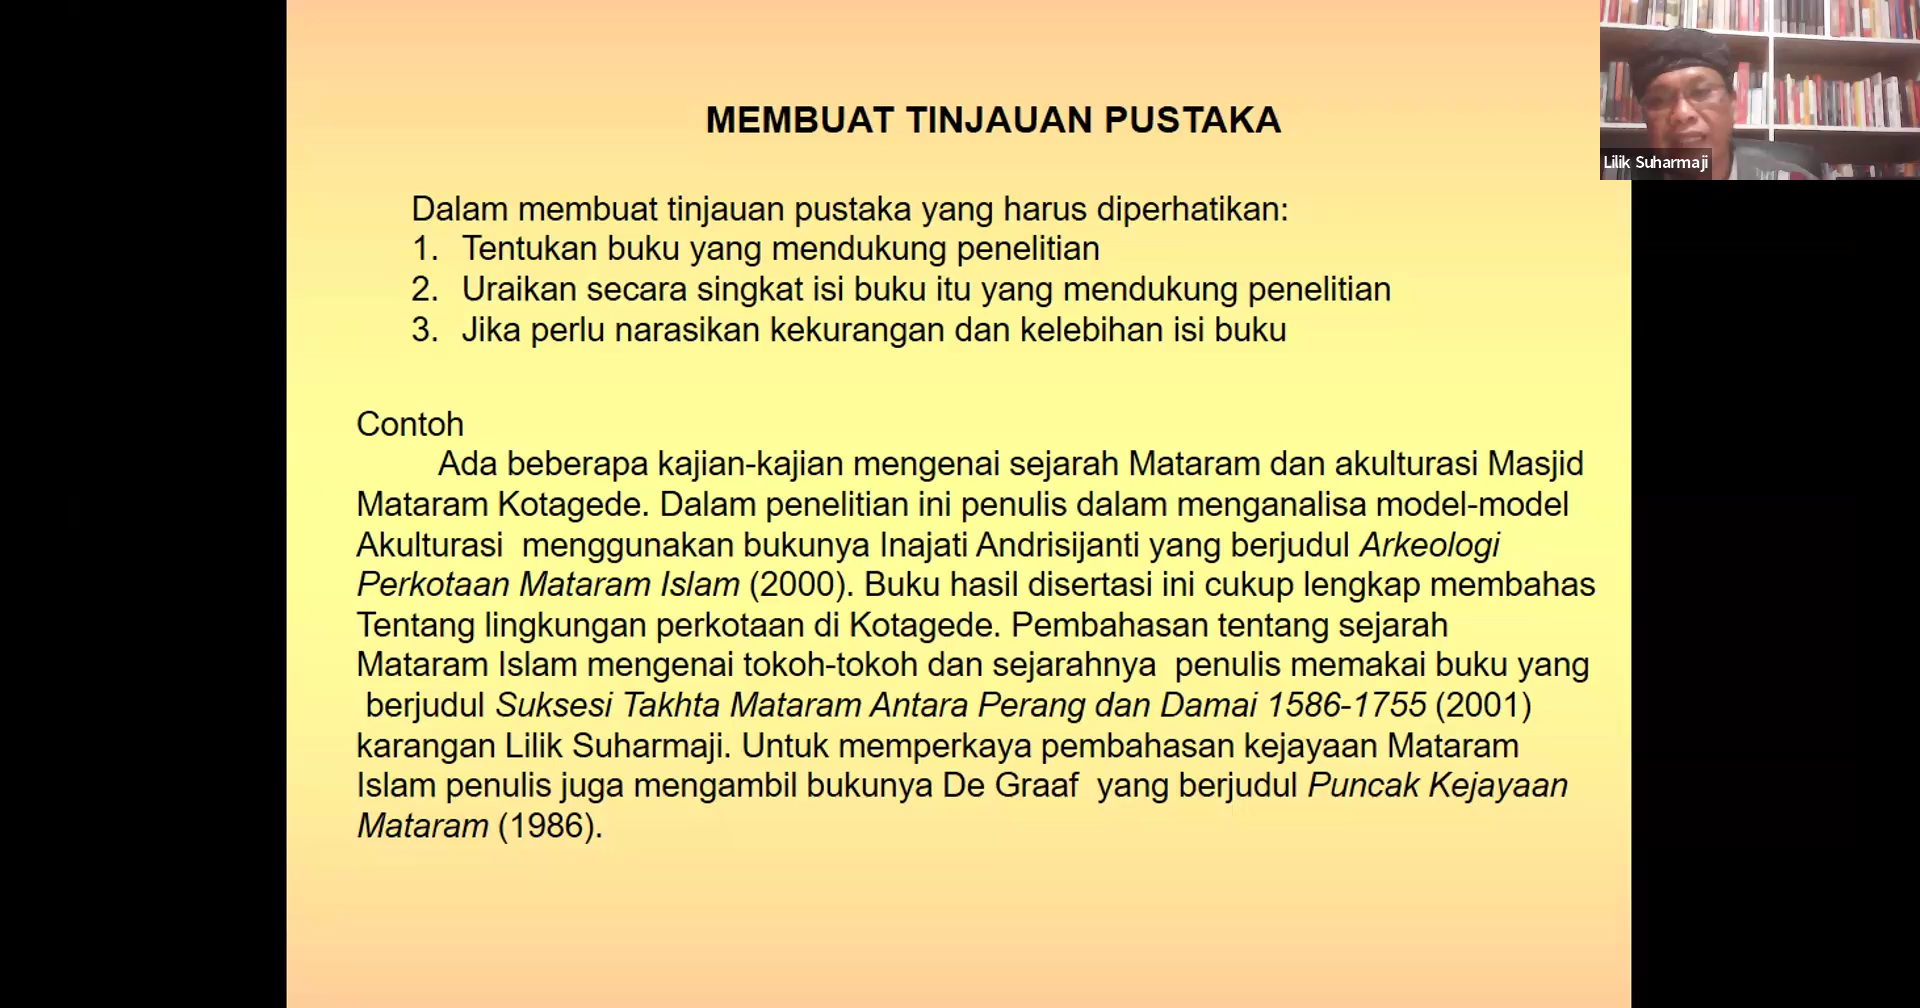 MEMBUAT TINJAUAN PUSTAKA
Lilik Suharmaji
Dalam membuat tinjauan pustaka yang harus diperhatikan:
1. Tentukan buku yang mendukung penelitian
2. Uraikan secara singkat isi buku itu yang mendukung penelitian
3. Jika perlu narasikan kekurangan dan kelebihan isi buku
Contoh
Ada beberapa kajian-kajian mengenai sejarah Mataram dan akulturasi Masjid
Mataram Kotagede. Dalam penelitian ini penulis dalam menganalisa model-model
Akulturasi menggunakan bukunya Inajati Andrisijanti yang berjudul Arkeologi
Perkotaan Mataram Islam (2000). Buku hasil disertasi ini cukup lengkap membahas
Tentang lingkungan perkotaan di Kotagede. Pembahasan tentang sejarah
Mataram Islam mengenai tokoh-tokoh dan sejarahnya penulis memakai buku yang
berjudul Suksesi Takhta Mataram Antara Perang dan Damai 1586-1755 (2001)
karangan Lilik Suharmaji. Untuk memperkaya pembahasan kejayaan Mataram
Islam penulis juga mengambil bukunya De Graaf yang berjudul Puncak Kejayaan
Mataram (1986).